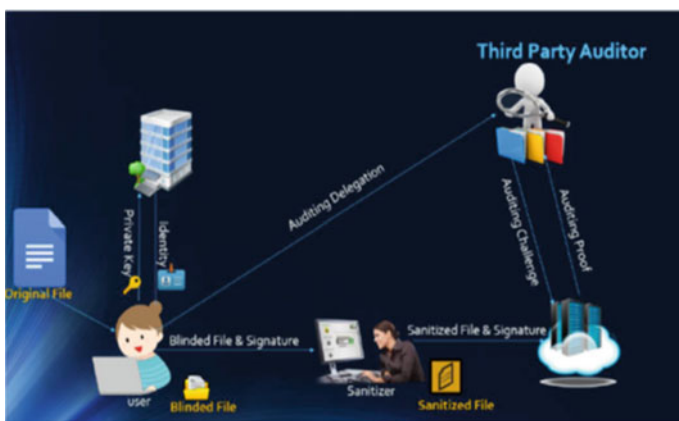 Third Party Auditor
Auditing Delegation
Auditing Challenge
Auditing Proof
Private Key
Identity
Original File
Blinded File & Signature
Sanitized File & Signature
user
Blinded File
Sanitizer
Sanitized File